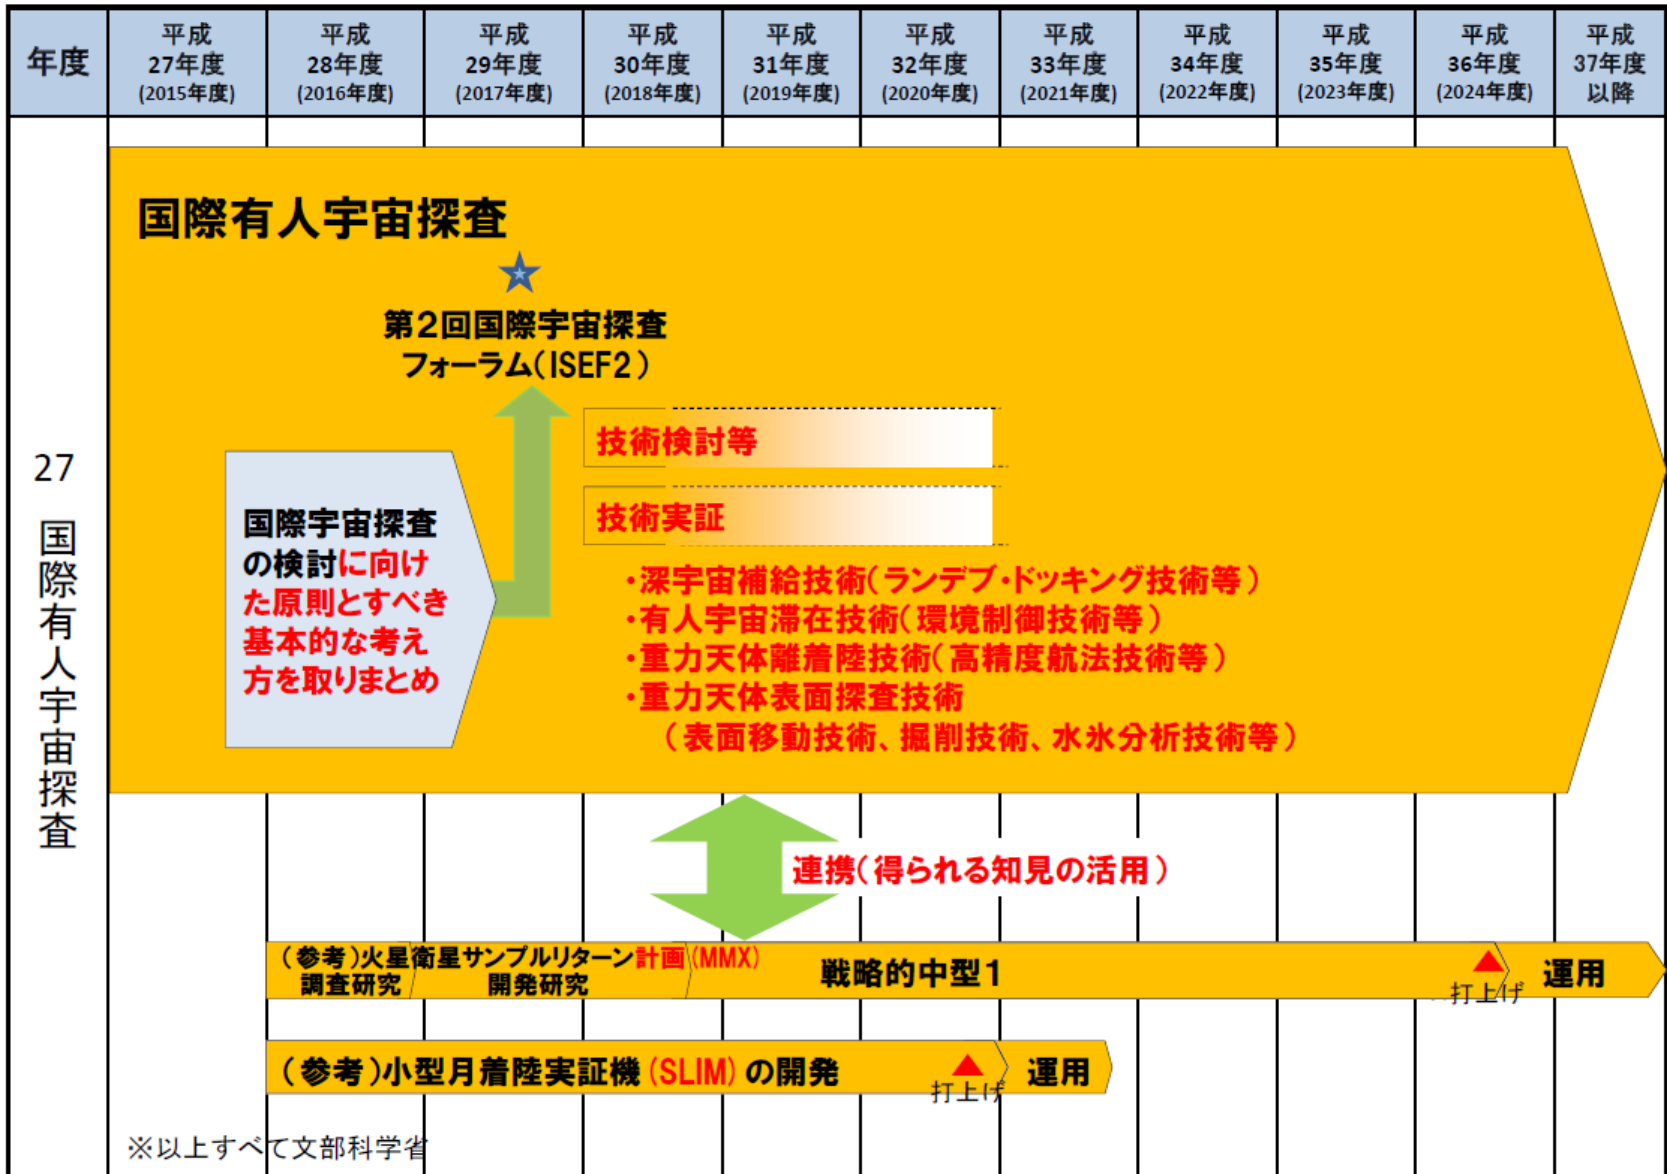 年度
平成
27年度
(2015年度)
平成
28年度
(2016年度)
平成
29年度
(2017年度)
平成
30年度
(2018年度)
平成
31年度
(2019年度)
平成
32年度
(2020年度)
平成
33年度
(2021年度)
平成
34年度
(2022年度)
平成
35年度
(2023年度)
平成
36年度
(2024年度)
平成
37年度
以降
27 国際有人宇宙探査
国際有人宇宙探査
第2回国際宇宙探査
フォーラム(ISEF2)
技術検討等
技術実証
国際宇宙探査
の検討に向け
た原則とすべき
基本的な考え
方を取りまとめ
・深宇宙補給技術(ランデブ・ドッキング技術等)
・有人宇宙滞在技術(環境制御技術等)
・重力天体離着陸技術(高精度航法技術等)
・重力天体表面探査技術
(表面移動技術、掘削技術、水氷分析技術等)
連携(得られる知見の活用)
(参考)火星衛星サンプルリターン計画(MMX)
調査研究
開発研究
戦略的中型1
打上げ
運用
(参考)小型月着陸実証機(SLIM)の開発
打上げ
運用
※以上すべて文部科学省